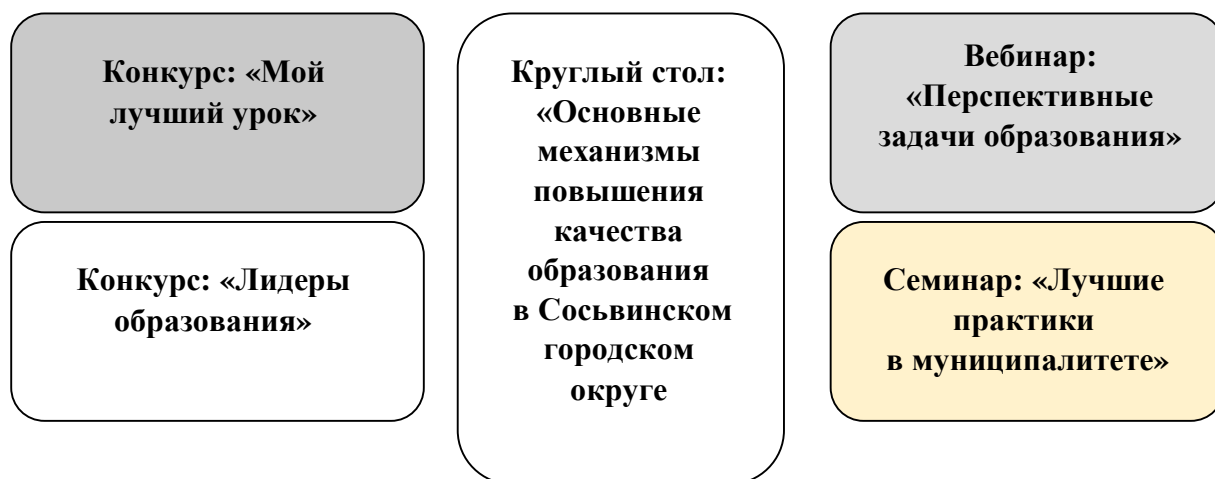 Конкурс: «Мой
лучший урок»
Конкурс: «Лидеры
образования»
Круглый стол:
«Основные
механизмы
повышения
качества
образования
в Сосьвинском
городском
округе
Вебинар:
«Перспективные
задачи образования»
Семинар: «Лучшие
практики
в муниципалитете»